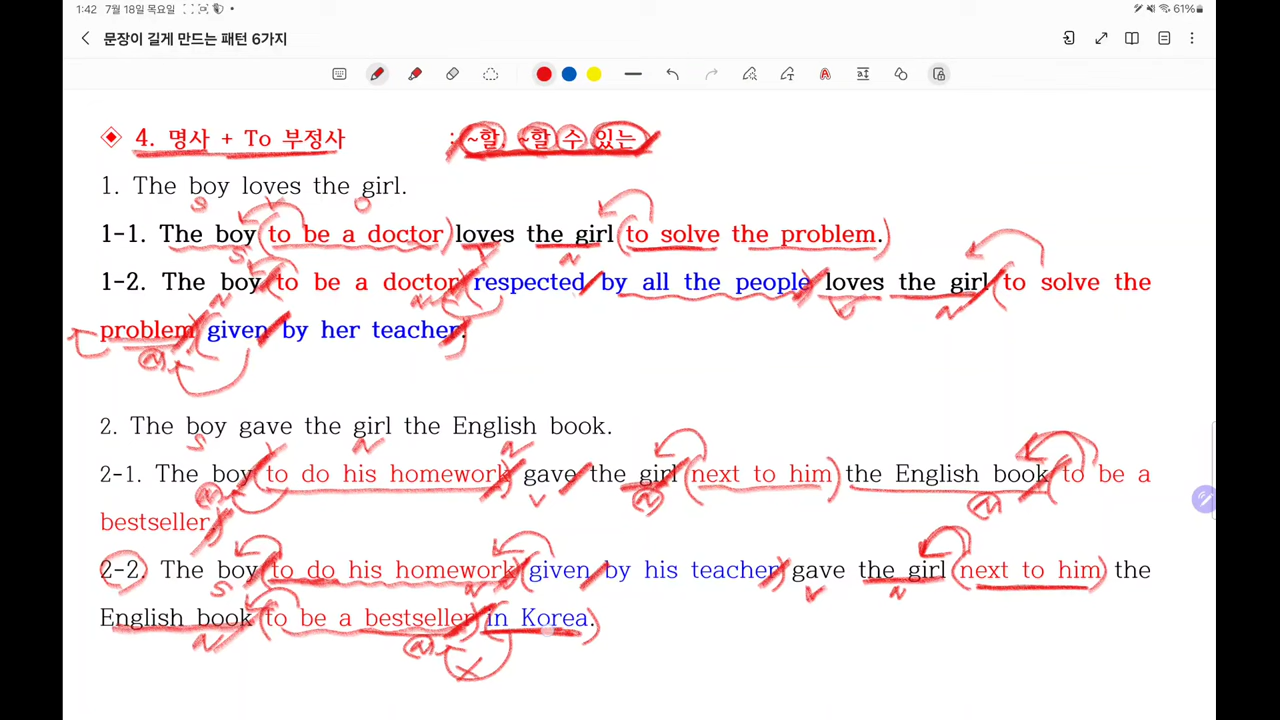 1:42 7월 18일 목요일 61%
문장이 길게 만드는 패턴 6가지
4. 명사 + To 부정사 : ~할, ~할 수 있는
1. The boy loves the girl.
S V O
1-1. The boy (to be a doctor) loves the girl (to solve the problem.)
S V N
1-2. The boy to be a doctor respected by all the people loves the girl to solve the
N N V N
problem given by her teacher.
N
2. The boy gave the girl the English book.
S V N N
2-1. The boy to do his homework gave the girl (next to him) the English book to be a
N V N N
bestseller.
2-2. The boy to do his homework given by his teacher gave the girl (next to him) the
S N V N
English book (to be a bestseller) in Korea.)
N N
X